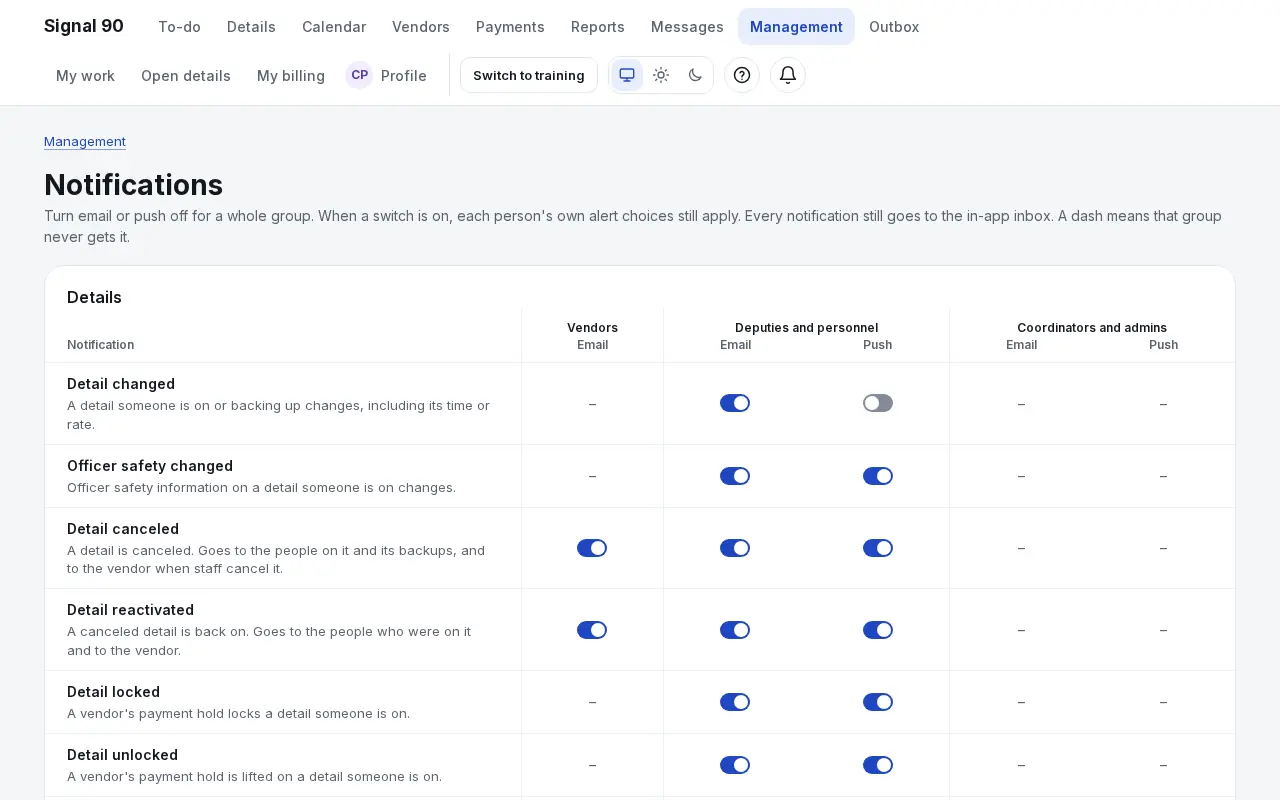 Signal 90
To-do
Details
Calendar
Vendors
Payments
Reports
Messages
Management
Outbox
My work
Open details
My billing
CP
Profile
Switch to training
Management
Notifications
Turn email or push off for a whole group. When a switch is on, each person's own alert choices still apply. Every notification still goes to the in-app inbox. A dash means that group
never gets it.
Details
Vendors
Deputies and personnel
Coordinators and admins
Notification
Email
Email
Push
Email
Push
Detail changed
A detail someone is on or backing up changes, including its time or
rate.
–
–
–
Officer safety changed
Officer safety information on a detail someone is on changes.
–
–
–
Detail canceled
A detail is canceled. Goes to the people on it and its backups, and
to the vendor when staff cancel it.
–
–
Detail reactivated
A canceled detail is back on. Goes to the people who were on it
and to the vendor.
–
–
Detail locked
A vendor's payment hold locks a detail someone is on.
–
–
–
Detail unlocked
A vendor's payment hold is lifted on a detail someone is on.
–
–
–